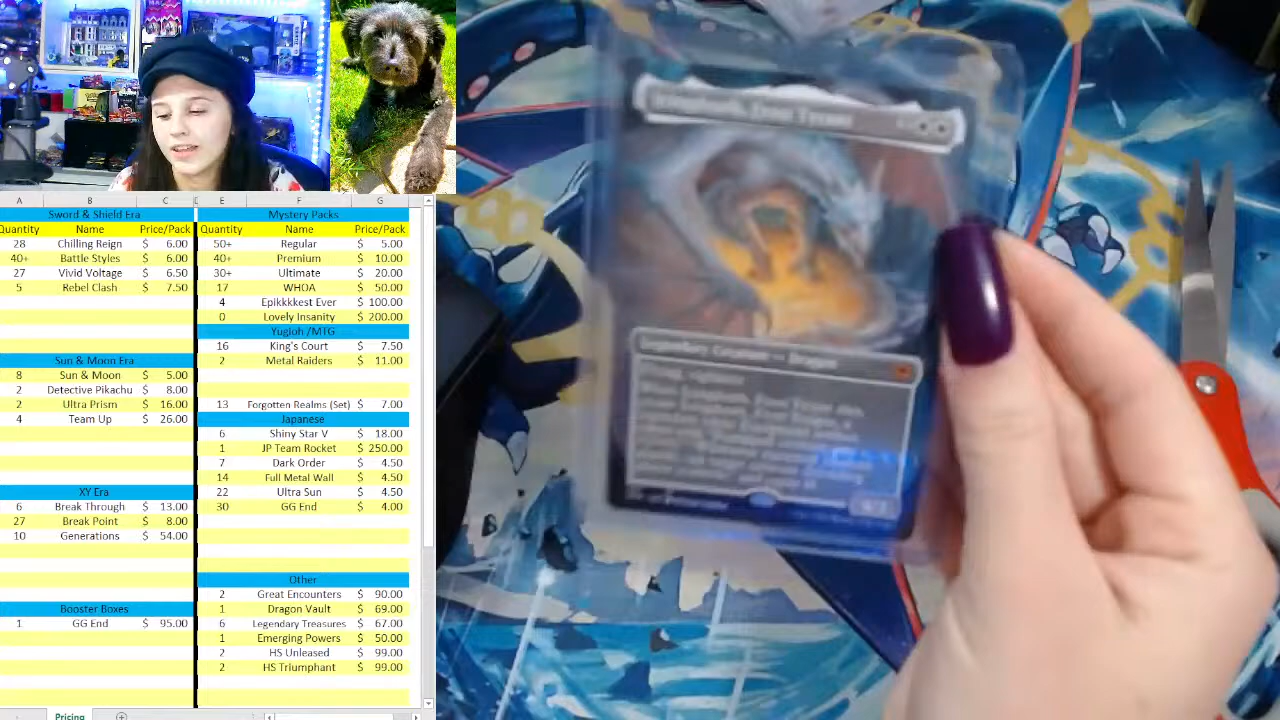 A B C E E F G
Sword & Shield Era Mystery Packs
Quantity Name Price/Pack Quantity Name Price/Pack
28 Chilling Reign $ 6.00 50+ Regular $ 5.00
40+ Battle Styles $ 6.00 40+ Premium $ 10.00
27 Vivid Voltage $ 6.50 30+ Ultimate $ 20.00
5 Rebel Clash $ 7.50 17 WHOA $ 50.00
4 Epikkkkest Ever $ 100.00
0 Lovely Insanity $ 200.00
Yugioh /MTG
16 King's Court $ 7.50
Sun & Moon Era 2 Metal Raiders $ 11.00
8 Sun & Moon $ 5.00
2 Detective Pikachu $ 8.00
2 Ultra Prism $ 16.00 13 Forgotten Realms (Set) $ 7.00
4 Team Up $ 26.00 Japanese
6 Shiny Star V $ 18.00
1 JP Team Rocket $ 250.00
7 Dark Order $ 4.50
14 Full Metal Wall $ 4.50
XY Era 22 Ultra Sun $ 4.50
6 Break Through $ 13.00 30 GG End $ 4.00
27 Break Point $ 8.00
10 Generations $ 54.00
Other
2 Great Encounters $ 90.00
Booster Boxes 1 Dragon Vault $ 69.00
1 GG End $ 95.00 6 Legendary Treasures $ 67.00
1 Emerging Powers $ 50.00
2 HS Unleased $ 99.00
2 HS Triumphant $ 99.00
Pricing
Legendary Creature — Dragon